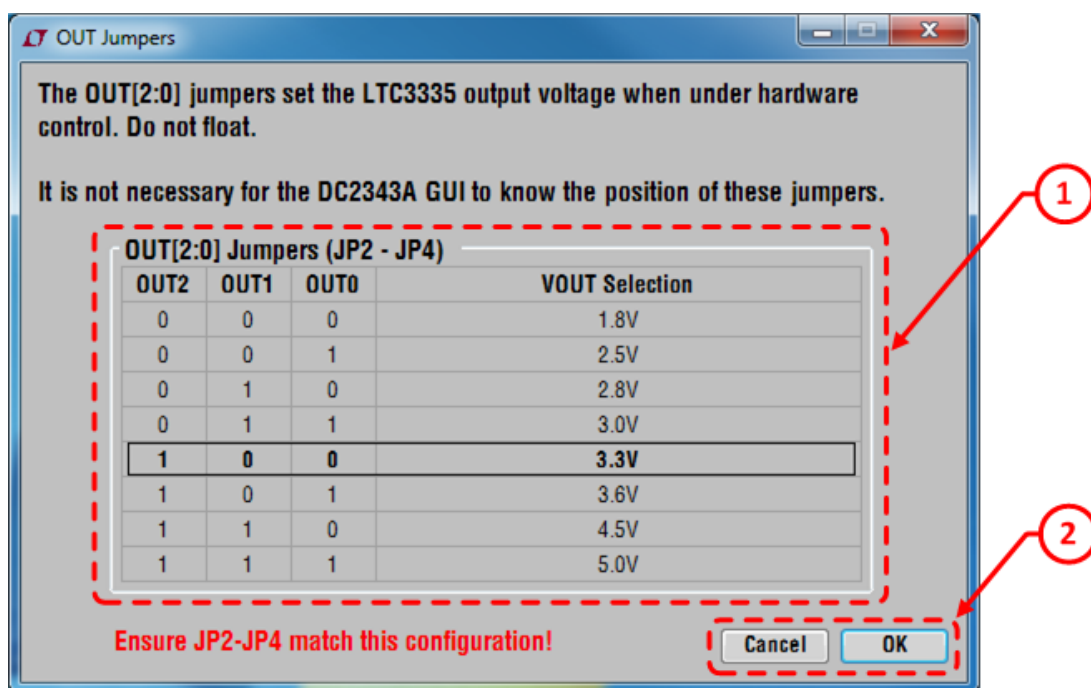 OUT Jumpers
The OUT[2:0] jumpers set the LTC3335 output voltage when under hardware
control. Do not float.
It is not necessary for the DC2343A GUI to know the position of these jumpers.
1
OUT[2:0] Jumpers (JP2 - JP4)
OUT2 OUT1 OUT0 VOUT Selection
0 0 0 1.8V
0 0 1 2.5V
0 1 0 2.8V
0 1 1 3.0V
1 0 0 3.3V
1 0 1 3.6V
1 1 0 4.5V
1 1 1 5.0V
2
Ensure JP2-JP4 match this configuration!
Cancel OK